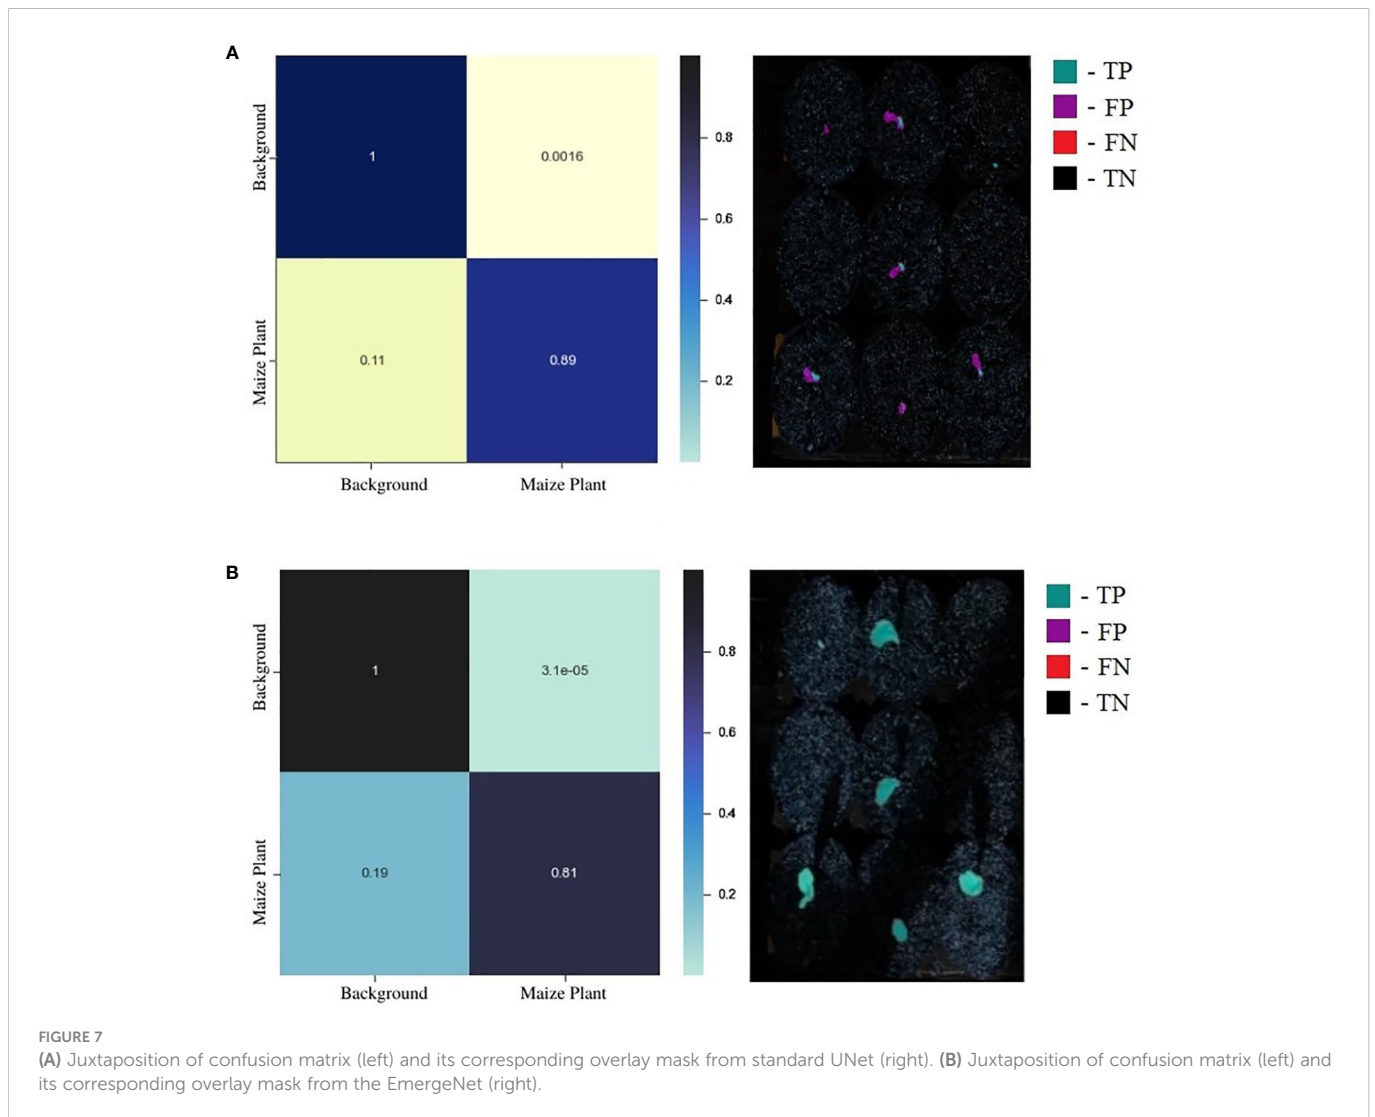 A
Background
1
0.0016
Maize Plant
0.11
0.89
Background
Maize Plant
0.8
0.6
0.4
0.2
- TP
- FP
- FN
- TN
B
Background
1
3.1e-05
Maize Plant
0.19
0.81
Background
Maize Plant
0.8
0.6
0.4
0.2
- TP
- FP
- FN
- TN
FIGURE 7
(A) Juxtaposition of confusion matrix (left) and its corresponding overlay mask from standard UNet (right). (B) Juxtaposition of confusion matrix (left) and
its corresponding overlay mask from the EmergeNet (right).